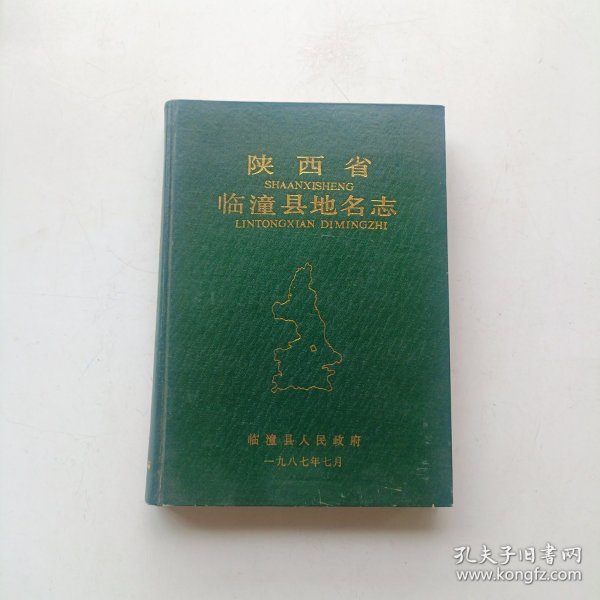 陕西省
SHAANXISHENG
临潼县地名志
LINTONGXIAN DIMINGZHI
临潼县人民政府
一九八七年七月
孔夫子旧书网
www.kongfz.com